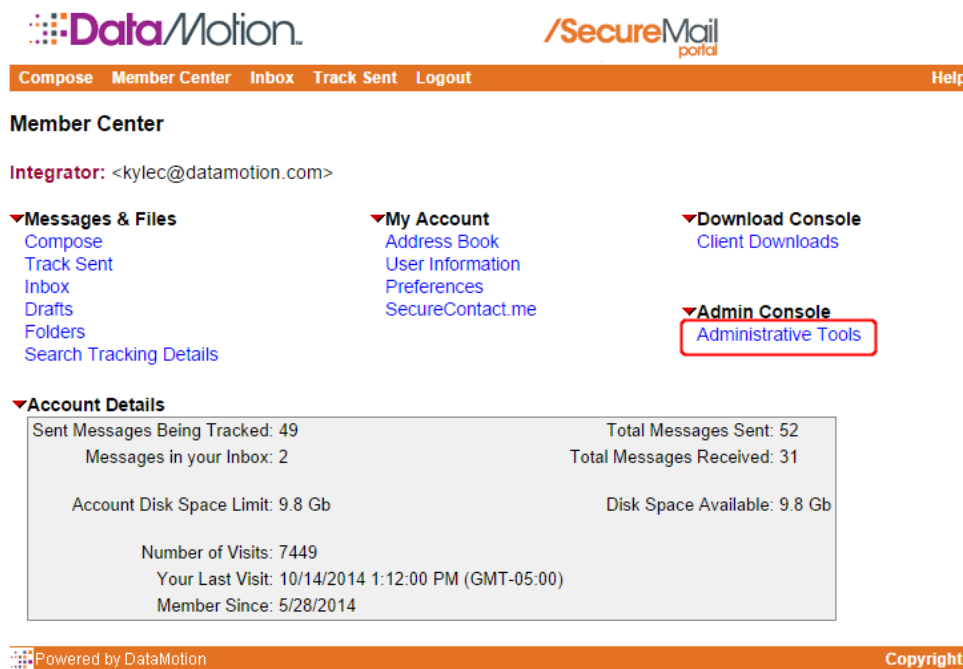 DataMotion™
/SecureMail
portal
Compose Member Center Inbox Track Sent Logout Help
Member Center
Integrator: <kylec@datamotion.com>
Messages & Files
Compose
Track Sent
Inbox
Drafts
Folders
Search Tracking Details
My Account
Address Book
User Information
Preferences
SecureContact.me
Download Console
Client Downloads
Admin Console
Administrative Tools
Account Details
Sent Messages Being Tracked: 49 Total Messages Sent: 52
Messages in your Inbox: 2 Total Messages Received: 31
Account Disk Space Limit: 9.8 Gb Disk Space Available: 9.8 Gb
Number of Visits: 7449
Your Last Visit: 10/14/2014 1:12:00 PM (GMT-05:00)
Member Since: 5/28/2014
Powered by DataMotion Copyright